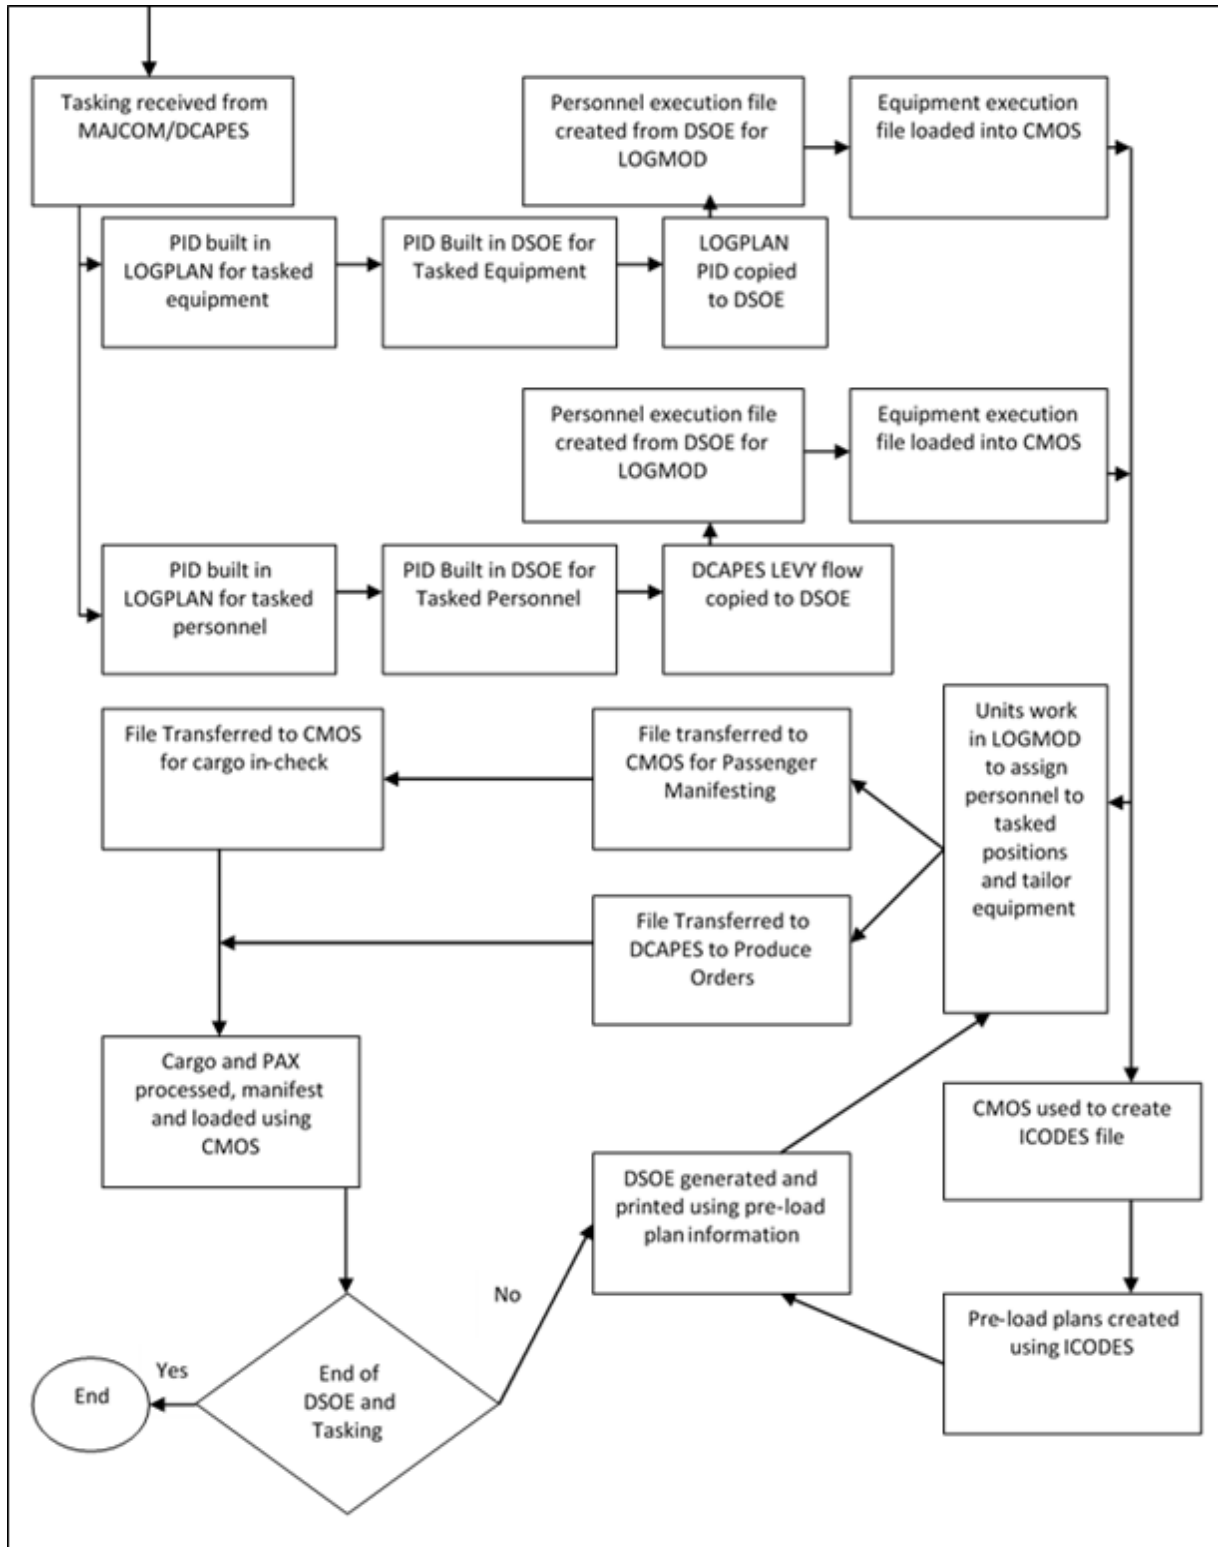 Tasking received from
MAJCOM/DCAPES
Personnel execution file
created from DSOE for
LOGMOD
Equipment execution
file loaded into CMOS
PID built in
LOGPLAN for tasked
equipment
PID Built in DSOE for
Tasked Equipment
LOGPLAN
PID copied
to DSOE
Personnel execution file
created from DSOE for
LOGMOD
Equipment execution
file loaded into CMOS
PID built in
LOGPLAN for tasked
personnel
PID Built in DSOE for
Tasked Personnel
DCAPES LEVY flow
copied to DSOE
File Transferred to CMOS
for cargo in-check
File transferred to
CMOS for Passenger
Manifesting
Units work
in LOGMOD
to assign
personnel to
tasked
positions
and tailor
equipment
File Transferred to
DCAPES to Produce
Orders
Cargo and PAX
processed, manifest
and loaded using
CMOS
CMOS used to create
ICODES file
DSOE generated and
printed using pre-load
plan information
No
Pre-load plans created
using ICODES
Yes
End
End of
DSOE and
Tasking